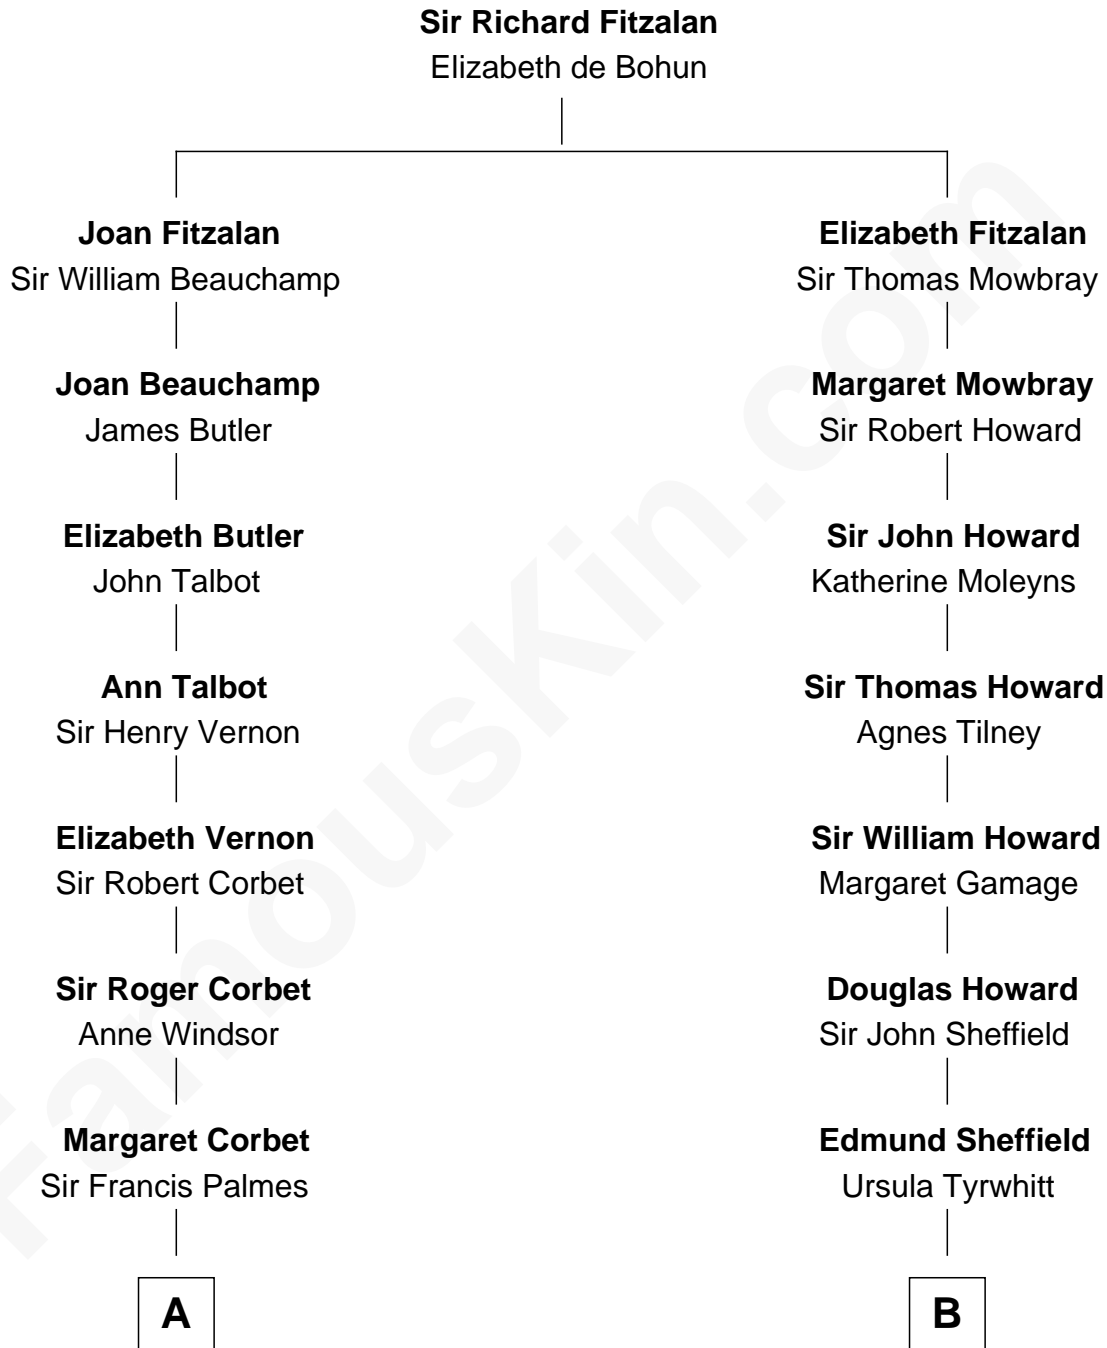 Sir Richard Fitzalan
Elizabeth de Bohun
Joan Fitzalan
Sir William Beauchamp
Elizabeth Fitzalan
Sir Thomas Mowbray
Joan Beauchamp
James Butler
Margaret Mowbray
Sir Robert Howard
Elizabeth Butler
John Talbot
Sir John Howard
Katherine Moleyns
Ann Talbot
Sir Henry Vernon
Sir Thomas Howard
Agnes Tilney
Elizabeth Vernon
Sir Robert Corbet
Sir William Howard
Margaret Gamage
Sir Roger Corbet
Anne Windsor
Douglas Howard
Sir John Sheffield
Margaret Corbet
Sir Francis Palmes
Edmund Sheffield
Ursula Tyrwhitt
A
B
FamousKin.com